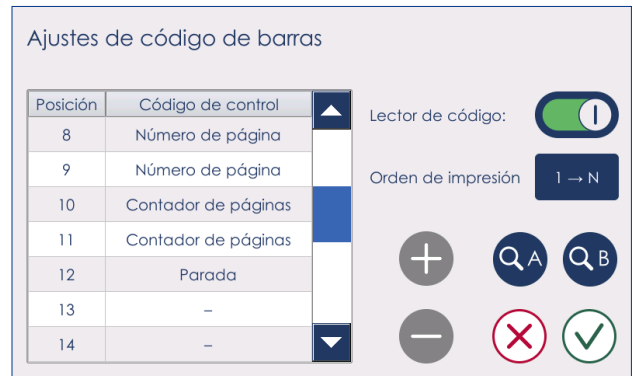 Ajustes de código de barras
Posición Código de control
8 Número de página
9 Número de página
10 Contador de páginas
11 Contador de páginas
12 Parada
13 –
14 –
Lector de código:
Orden de impresión 1 → N
A B